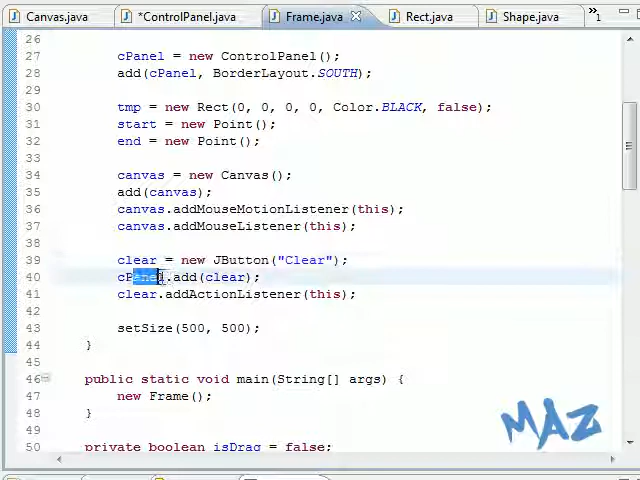 Canvas.java *ControlPanel.java Frame.java Rect.java Shape.java »1
26
27 cPanel = new ControlPanel();
28 add(cPanel, BorderLayout.SOUTH);
29
30 tmp = new Rect(0, 0, 0, 0, Color.BLACK, false);
31 start = new Point();
32 end = new Point();
33
34 canvas = new Canvas();
35 add(canvas);
36 canvas.addMouseMotionListener(this);
37 canvas.addMouseListener(this);
38
39 clear = new JButton("Clear");
40 cPanel.add(clear);
41 clear.addActionListener(this);
42
43 setSize(500, 500);
44 }
45
46 public static void main(String[] args) {
47 new Frame();
48 }
49
50 private boolean isDrag = false;
MAZ